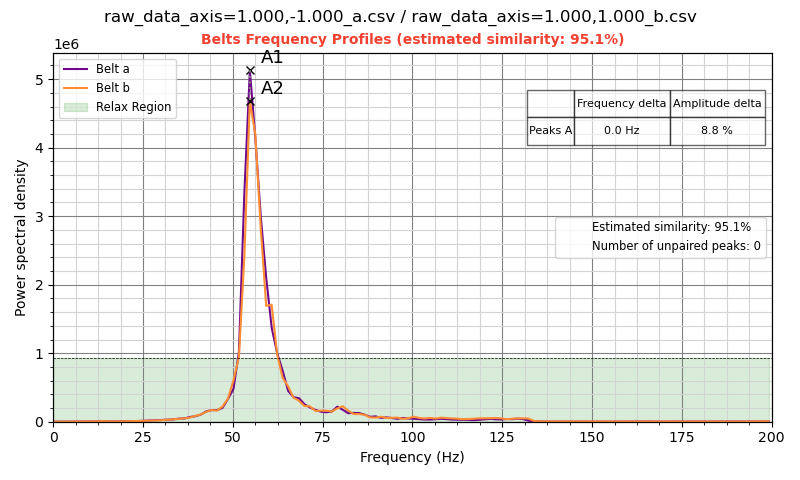 raw_data_axis=1.000,-1.000_a.csv / raw_data_axis=1.000,1.000_b.csv
Belts Frequency Profiles (estimated similarity: 95.1%)
1e6
A1
A2
Belt a
Belt b
Relax Region
Frequency delta Amplitude delta
Peaks A 0.0 Hz 8.8 %
Estimated similarity: 95.1%
Number of unpaired peaks: 0
Power spectral density
5
4
3
2
1
0
0 25 50 75 100 125 150 175 200
Frequency (Hz)